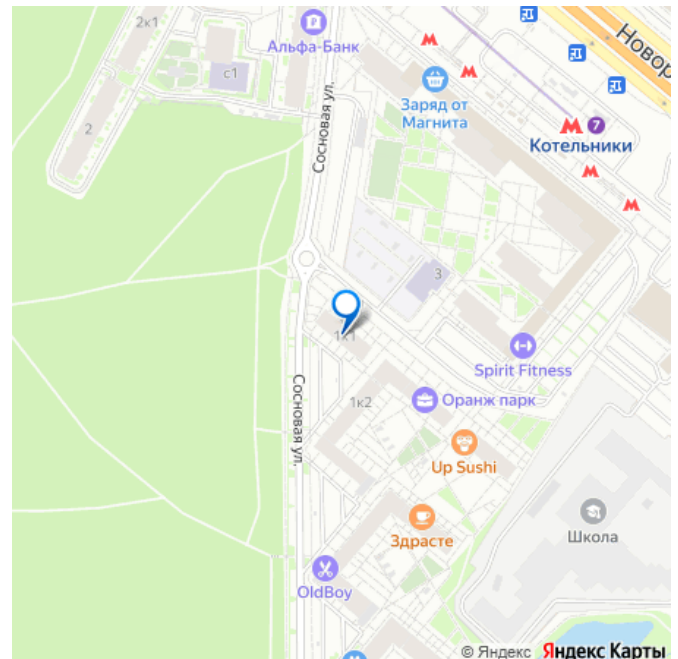 2к1
Альфа-Банк
с1
2
Сосновая ул.
Заряд от
Магнита
Новор
7
Котельники
3
1к1
Spirit Fitness
Сосновая ул.
1к2
Оранж парк
Up Sushi
Здрасте
Школа
OldBoy
© Яндекс Яндекс Карты